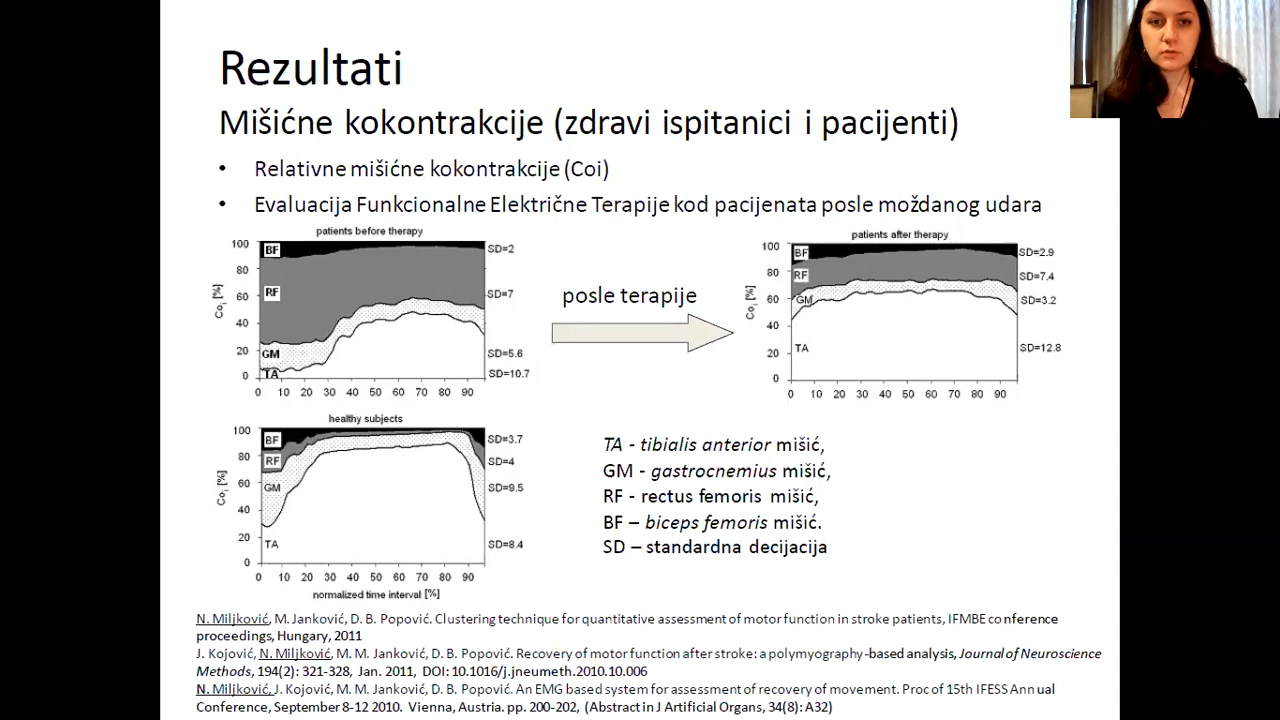 Rezultati
Mišićne kokontrakcije (zdravi ispitanici i pacijenti)
• Relativne mišićne kokontrakcije (Coi)
• Evaluacija Funkcionalne Električne Terapije kod pacijenata posle moždanog udara
patients before therapy
Coi [%]
100
80
60
40
20
0
BF
RF
GM
TA
SD=2
SD=7
SD=5.6
SD=10.7
0 10 20 30 40 50 60 70 80 90
posle terapije
patients after therapy
Coi [%]
100
80
60
40
20
0
BF
RF
GM
TA
SD=2.9
SD=7.4
SD=3.2
SD=12.8
0 10 20 30 40 50 60 70 80 90
healthy subjects
Coi [%]
100
80
60
40
20
0
BF
RF
GM
TA
SD=3.7
SD=4
SD=9.5
SD=8.4
0 10 20 30 40 50 60 70 80 90
normalized time interval [%]
TA - tibialis anterior mišić,
GM - gastrocnemius mišić,
RF - rectus femoris mišić,
BF – biceps femoris mišić.
SD – standardna decijacija
N. Miljković, M. Janković, D. B. Popović. Clustering technique for quantitative assessment of motor function in stroke patients, IFMBE conference
proceedings, Hungary, 2011
J. Kojović, N. Miljković, M. M. Janković, D. B. Popović. Recovery of motor function after stroke: a polymyography-based analysis, Journal of Neuroscience
Methods, 194(2): 321-328, Jan. 2011, DOI: 10.1016/j.jneumeth.2010.10.006
N. Miljković, J. Kojović, M. M. Janković, D. B. Popović. An EMG based system for assessment of recovery of movement. Proc of 15th IFESS Annual
Conference, September 8-12 2010. Vienna, Austria. pp. 200-202, (Abstract in J Artificial Organs, 34(8): A32)